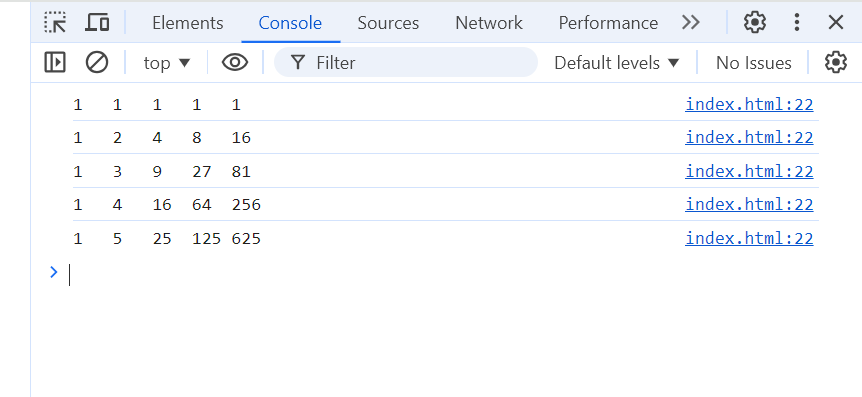 Elements Console Sources Network Performance
top Filter Default levels No Issues
1 1 1 1 1 index.html:22
1 2 4 8 16 index.html:22
1 3 9 27 81 index.html:22
1 4 16 64 256 index.html:22
1 5 25 125 625 index.html:22